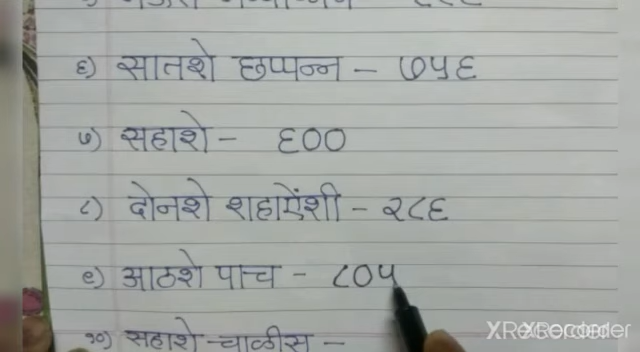 ६) सातशे छप्पन्न - ७५६
७) सहाशे - ६००
८) दोनशे शहाऐंशी - २८६
९) आठशे पाच - ८०५
१०) सहाशे चाळीस -
XRecorder